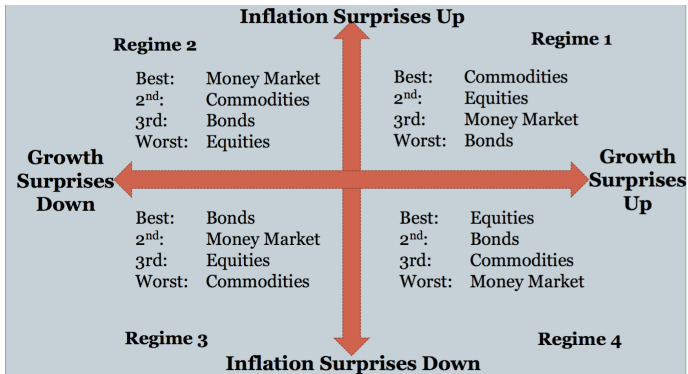 Inflation Surprises Up
Regime 2
Regime 1
Best: Money Market
2nd: Commodities
3rd: Bonds
Worst: Equities
Best: Commodities
2nd: Equities
3rd: Money Market
Worst: Bonds
Growth
Surprises
Down
Growth
Surprises
Up
Best: Bonds
2nd: Money Market
3rd: Equities
Worst: Commodities
Best: Equities
2nd: Bonds
3rd: Commodities
Worst: Money Market
Regime 3
Regime 4
Inflation Surprises Down